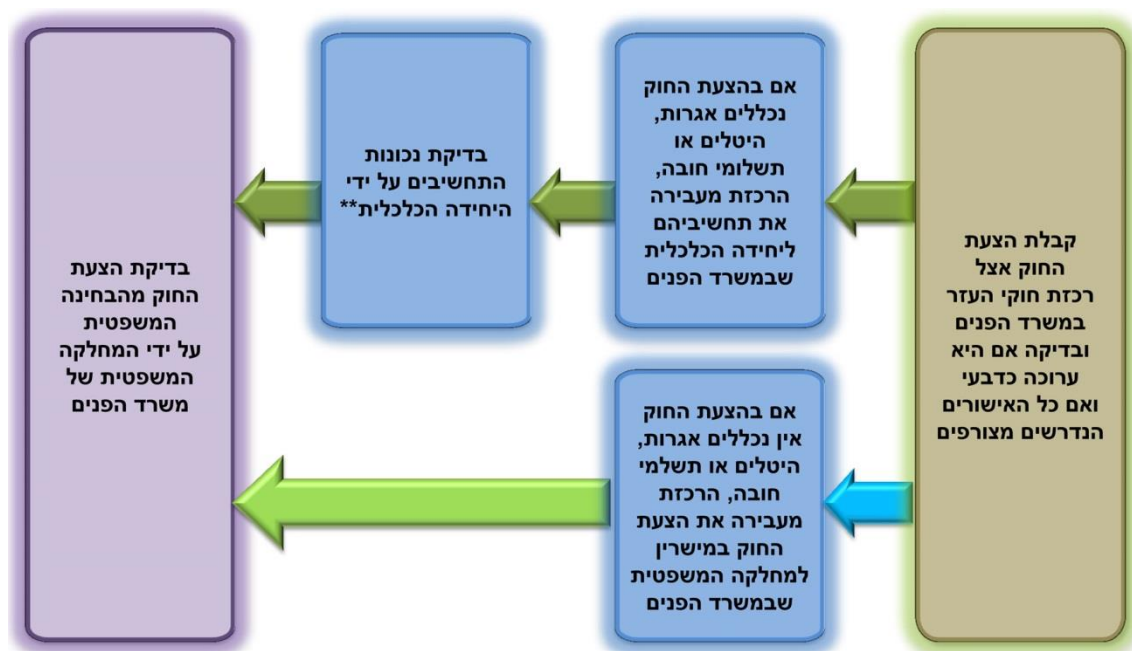 קבלת הצעת
החוק אצל
רכזת חוקי העזר
במשרד הפנים
ובדיקה אם היא
ערוכה כדבעי
ואם כל האישורים
הנדרשים מצורפים
אם בהצעת החוק
נכללים אגרות,
היטלים או
תשלומי חובה,
הרכזת מעבירה
את תחשיביהם
ליחידה הכלכלית
שבמשרד הפנים
בדיקת נכונות
התחשיבים על ידי
היחידה הכלכלית**
אם בהצעת החוק
אין נכללים אגרות,
היטלים או תשלמי
חובה, הרכזת
מעבירה את הצעת
החוק במישרין
למחלקה המשפטית
שבמשרד הפנים
בדיקת הצעת
החוק מהבחינה
המשפטית
על ידי המחלקה
המשפטית של
משרד הפנים